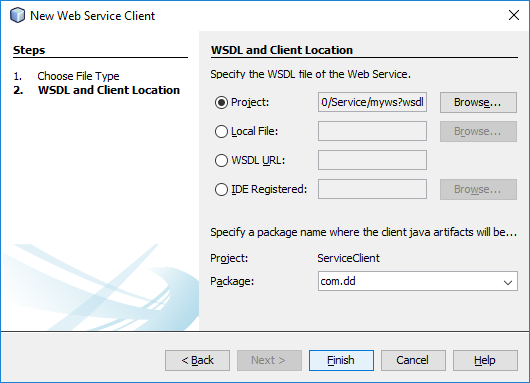 New Web Service Client
Steps
1. Choose File Type
2. WSDL and Client Location
WSDL and Client Location
Specify the WSDL file of the Web Service.
Project: 0/Service/myws?wsdl Browse...
Local File: Browse...
WSDL URL:
IDE Registered: Browse...
Specify a package name where the client java artifacts will be...
Project: ServiceClient
Package: com.dd
< Back Next > Finish Cancel Help